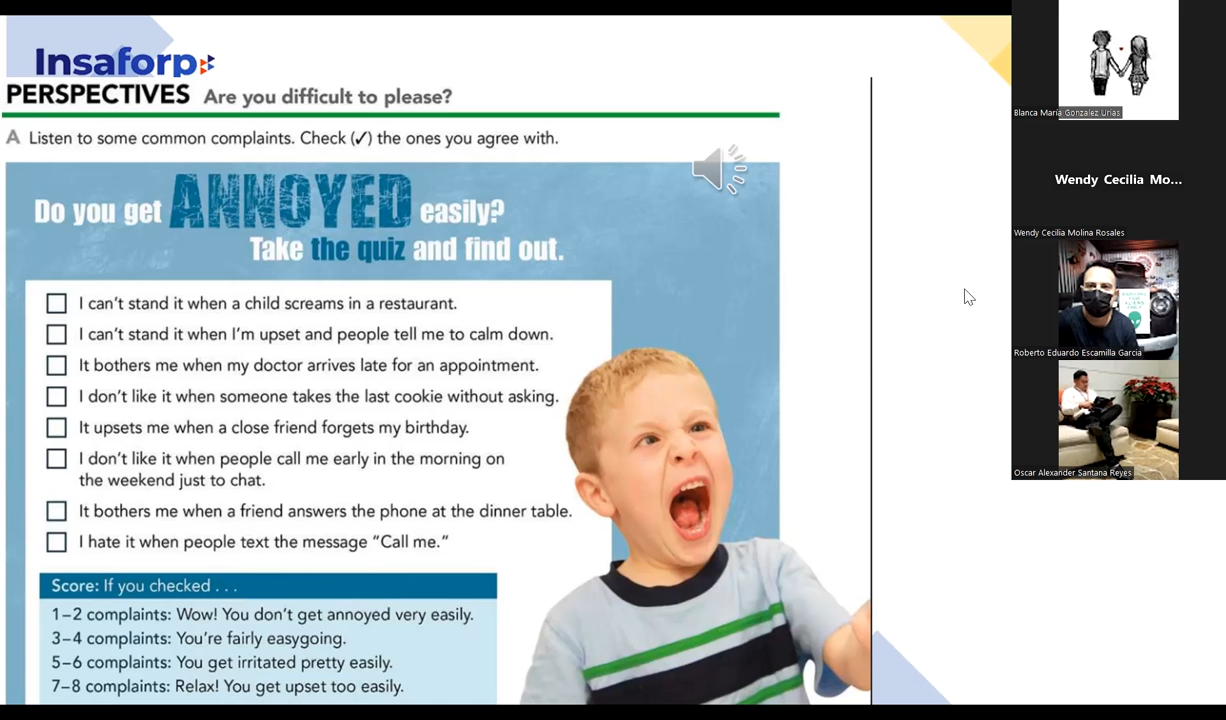 Insaforp
PERSPECTIVES Are you difficult to please?
A Listen to some common complaints. Check (✓) the ones you agree with.
Do you get ANNOYED easily?
Take the quiz and find out.
I can't stand it when a child screams in a restaurant.
I can't stand it when I'm upset and people tell me to calm down.
It bothers me when my doctor arrives late for an appointment.
I don't like it when someone takes the last cookie without asking.
It upsets me when a close friend forgets my birthday.
I don't like it when people call me early in the morning on
the weekend just to chat.
It bothers me when a friend answers the phone at the dinner table.
I hate it when people text the message "Call me."
Score: If you checked . . .
1–2 complaints: Wow! You don't get annoyed very easily.
3–4 complaints: You're fairly easygoing.
5–6 complaints: You get irritated pretty easily.
7–8 complaints: Relax! You get upset too easily.
Blanca María Gonzalez Urias
Wendy Cecilia Mo...
Wendy Cecilia Molina Rosales
Roberto Eduardo Escamilla Garcia
Oscar Alexander Santana Reyes